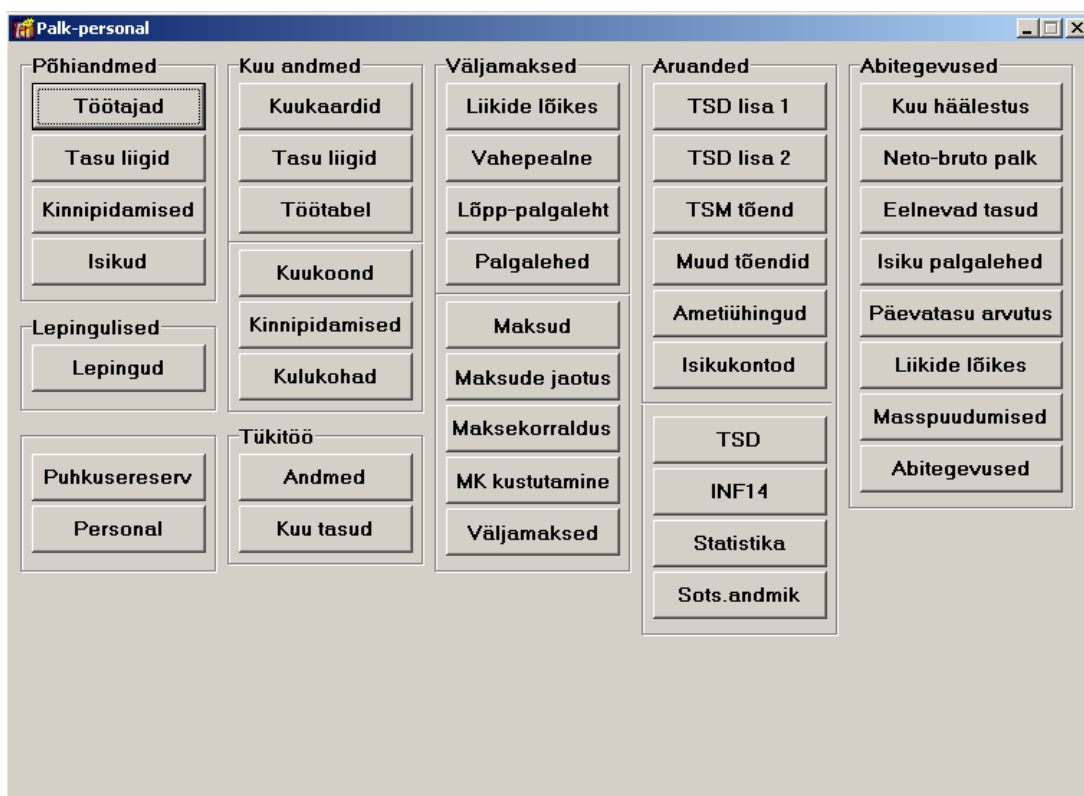 Palk-personal
Põhiandmed
Töötajad
Tasu liigid
Kinnipidamised
Isikud
Lepingulised
Lepingud
Puhkusereserv
Personal
Kuu andmed
Kuukaardid
Tasu liigid
Töötabel
Kuukoond
Kinnipidamised
Kulukohad
Tükitöö
Andmed
Kuu tasud
Väljamaksed
Liikide lõikes
Vahepealne
Lõpp-palgaleht
Palgalehed
Maksud
Maksude jaotus
Maksekorraldus
MK kustutamine
Väljamaksed
Aruanded
TSD lisa 1
TSD lisa 2
TSM tõend
Muud tõendid
Ametiühingud
Isikukontod
TSD
INF14
Statistika
Sots.andmik
Abitegevused
Kuu häälestus
Neto-bruto palk
Eelnevad tasud
Isiku palgalehed
Päevatasu arvutus
Liikide lõikes
Masspuudumised
Abitegevused